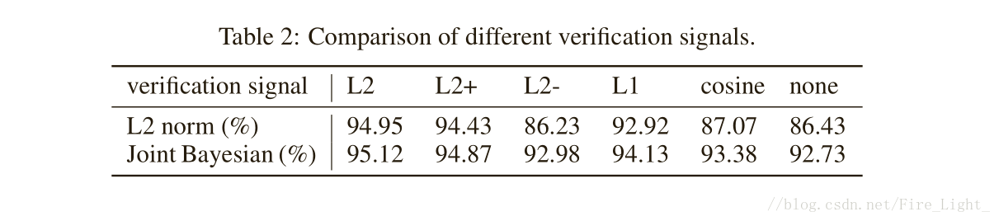 Table 2: Comparison of different verification signals.
verification signal L2 L2+ L2- L1 cosine none
L2 norm (%) 94.95 94.43 86.23 92.92 87.07 86.43
Joint Bayesian (%) 95.12 94.87 92.98 94.13 93.38 92.73
//blog.csdn.net/Fire_Light_